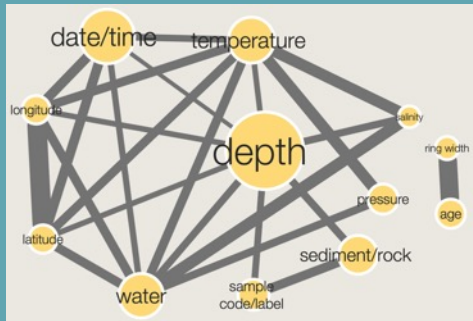 date/time
temperature
longitude
salinity
depth
ring width
pressure
age
latitude
sediment/rock
water
sample
code/label